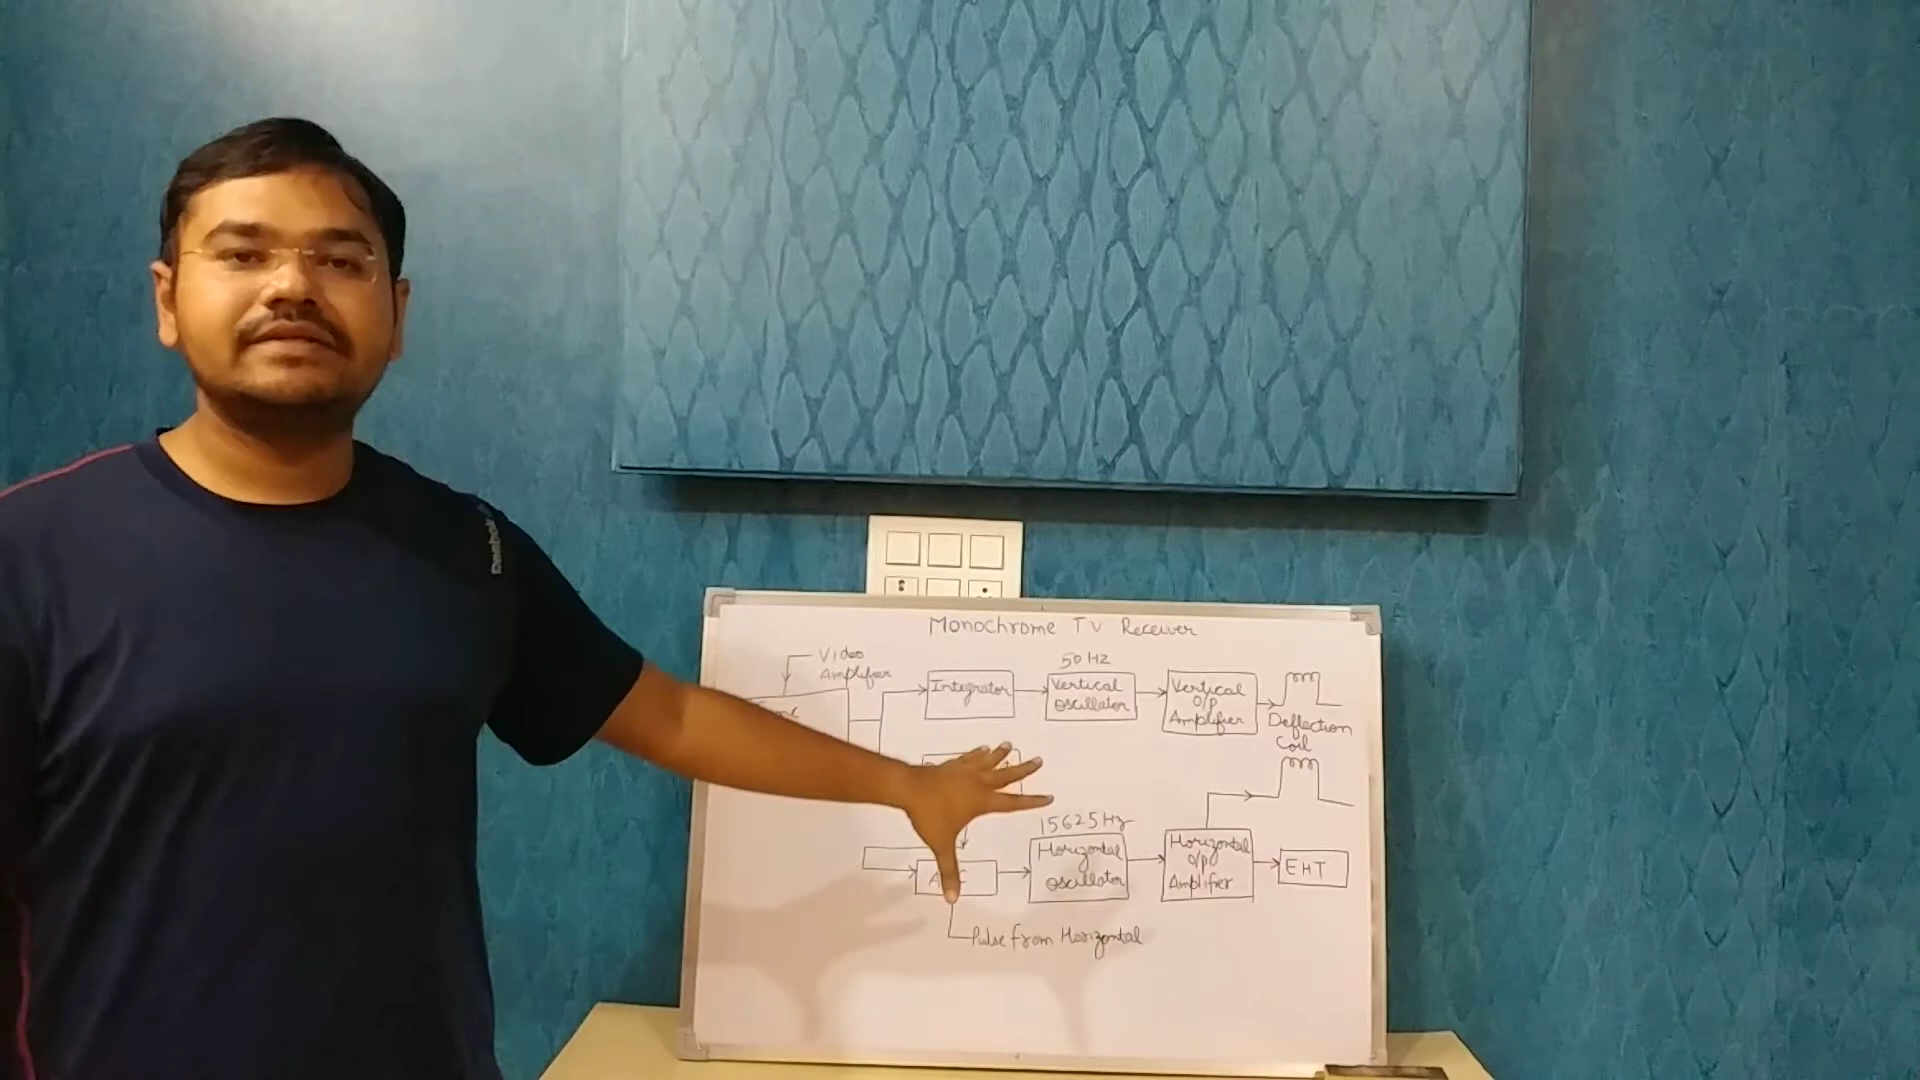 Monochrome TV Receiver
Video
Amplifier
50 Hz
Integrator
Vertical
Oscillator
Vertical
O/p
Amplifier
Deflection
Coil
15625 Hz
Horizontal
Oscillator
Horizontal
O/p
Amplifier
EHT
Pulse from Horizontal
Reebok